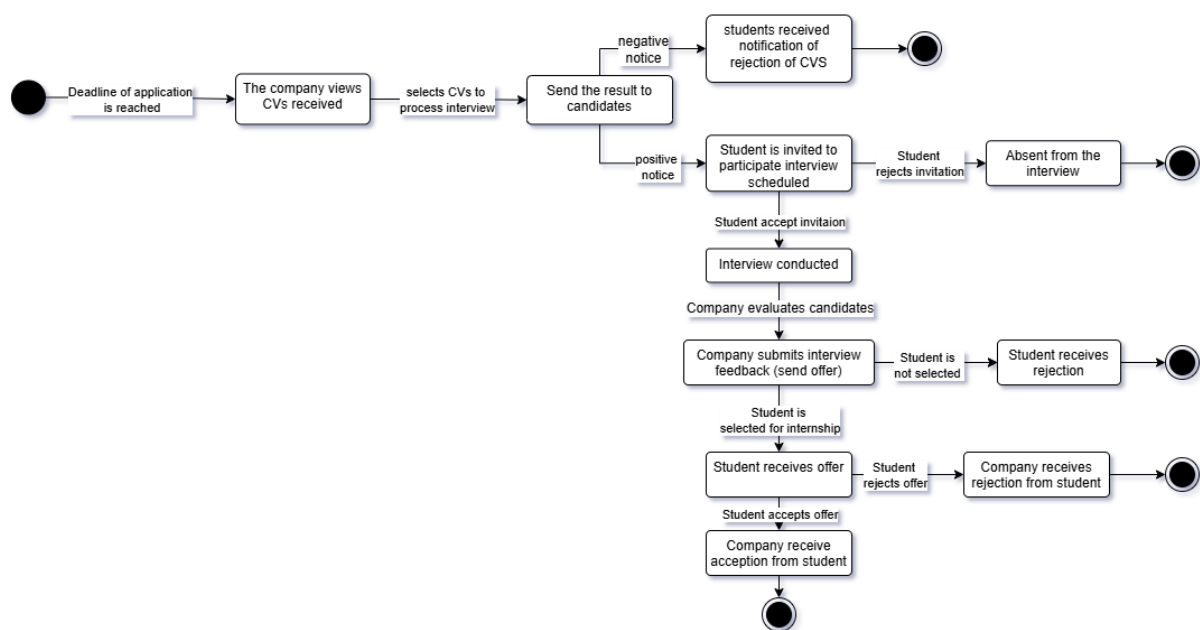 Deadline of application
is reached
The company views
CVs received
selects CVs to
process interview
Send the result to
candidates
negative
notice
students received
notification of
rejection of CVS
positive
notice
Student is invited to
participate interview
scheduled
Student
rejects invitation
Absent from the
interview
Student accept invitaion
Interview conducted
Company evaluates candidates
Company submits interview
feedback (send offer)
Student is
not selected
Student receives
rejection
Student is
selected for internship
Student receives offer
Student
rejects offer
Company receives
rejection from student
Student accepts offer
Company receive
acception from student